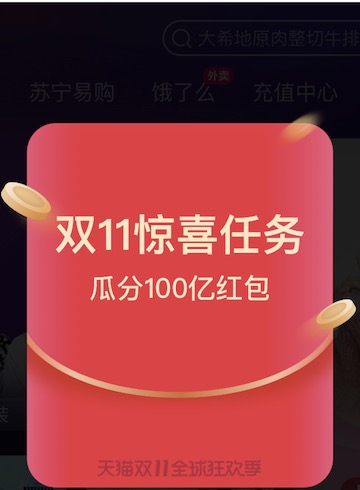 大希地原肉整切牛排
外卖
苏宁易购 饿了么 充值中心
双11惊喜任务
瓜分100亿红包
装
天猫双11全球狂欢季